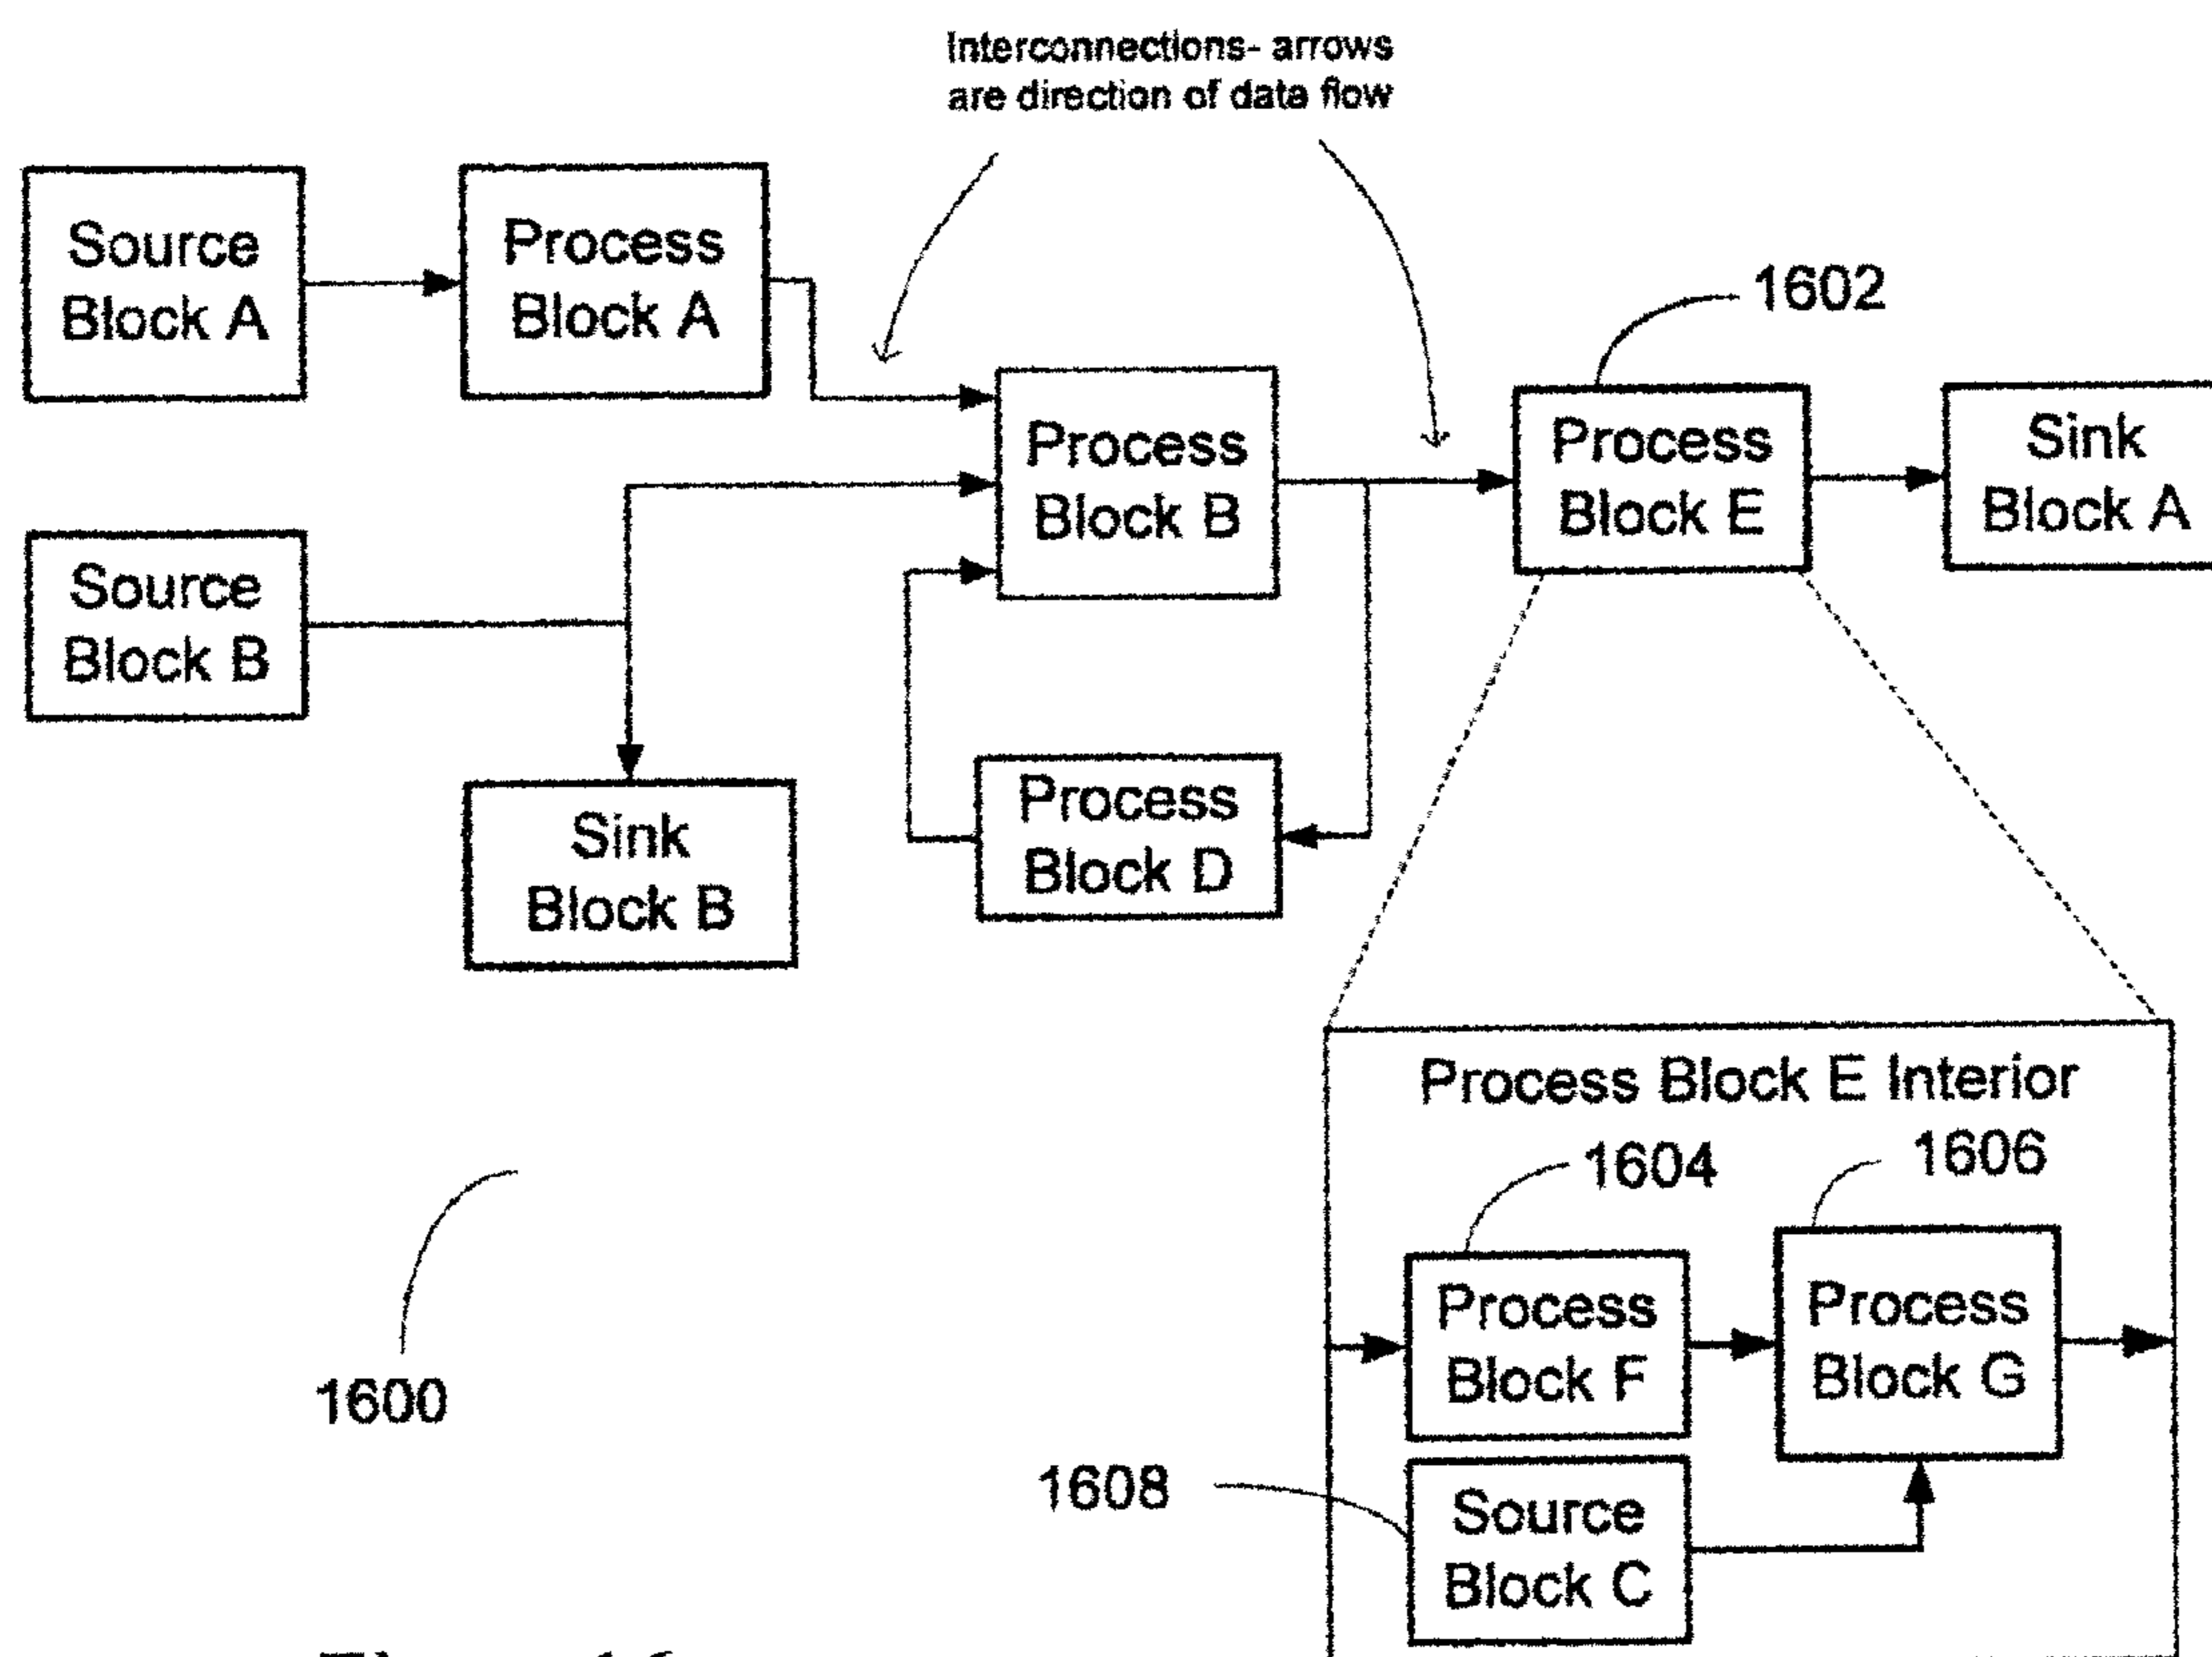 Interconnections- arrows
are direction of data flow
Source
Block A
Process
Block A
1602
Process
Block B
Process
Block E
Sink
Block A
Source
Block B
Process
Block D
Sink
Block B
Process Block E Interior
1604
1606
Process
Block F
Process
Block G
1600
1608
Source
Block C